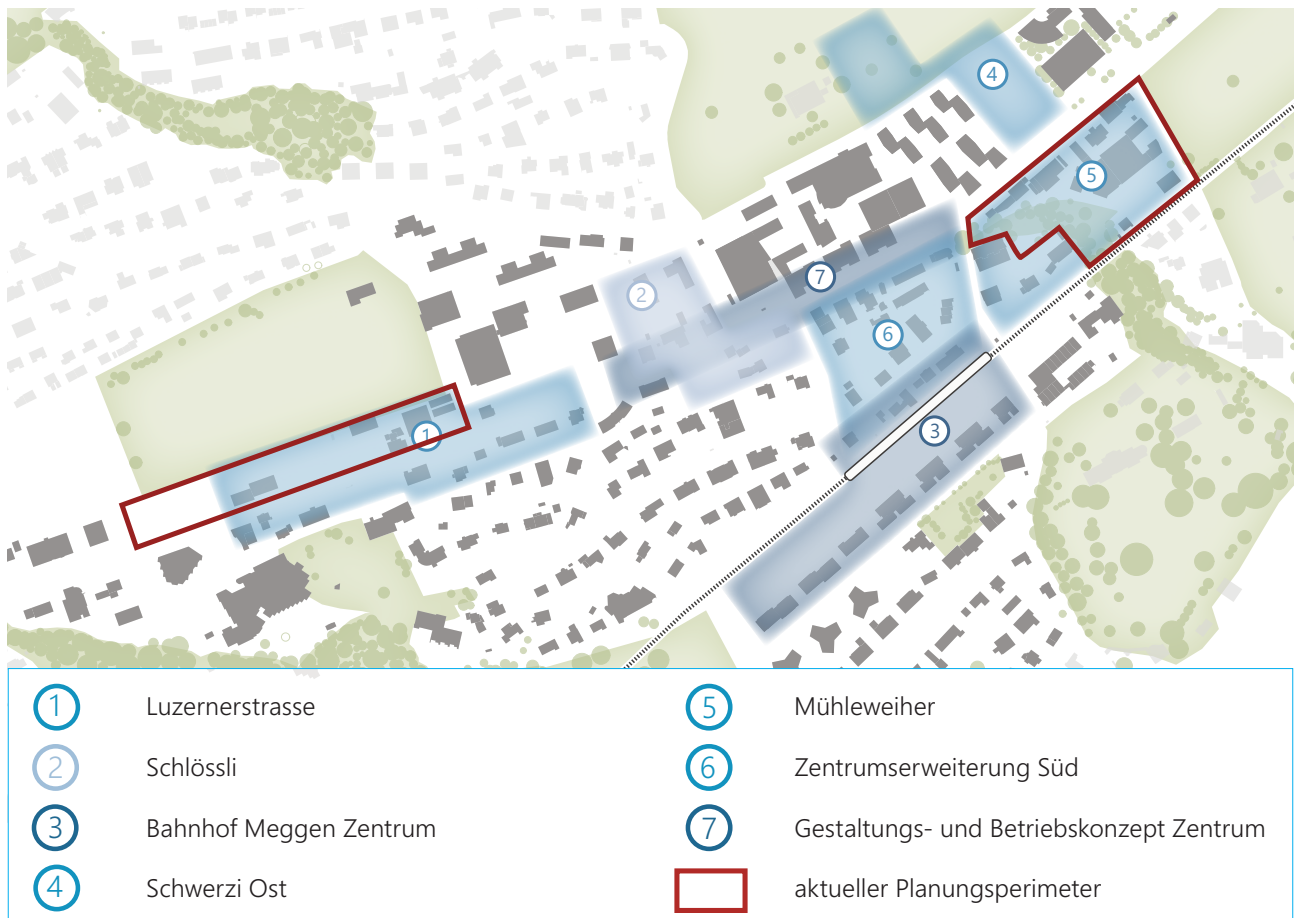 4
5
7
2
6
1
3
1 Luzernerstrasse
2 Schlössli
3 Bahnhof Meggen Zentrum
4 Schwerzi Ost
5 Mühleweiher
6 Zentrumserweiterung Süd
7 Gestaltungs- und Betriebskonzept Zentrum
aktueller Planungsperimeter